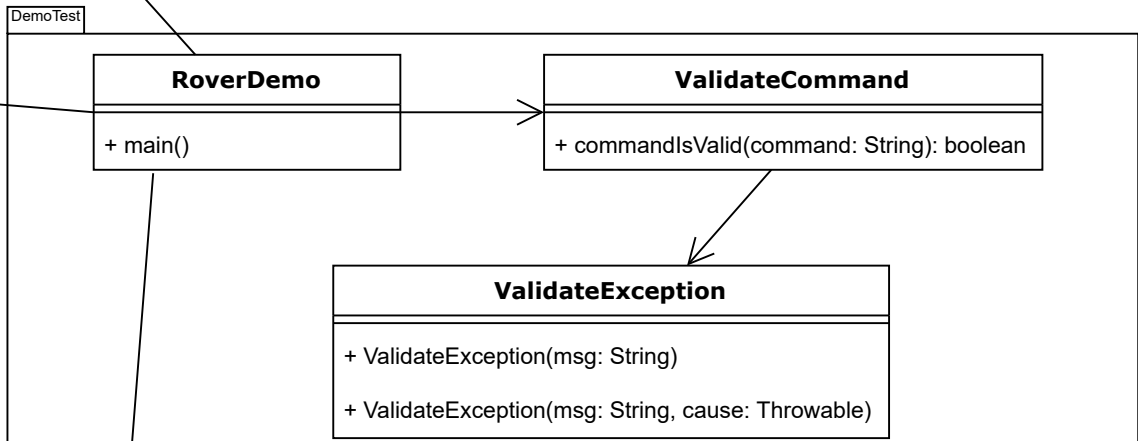 DemoTest
RoverDemo
+ main()
ValidateCommand
+ commandIsValid(command: String): boolean
ValidateException
+ ValidateException(msg: String)
+ ValidateException(msg: String, cause: Throwable)